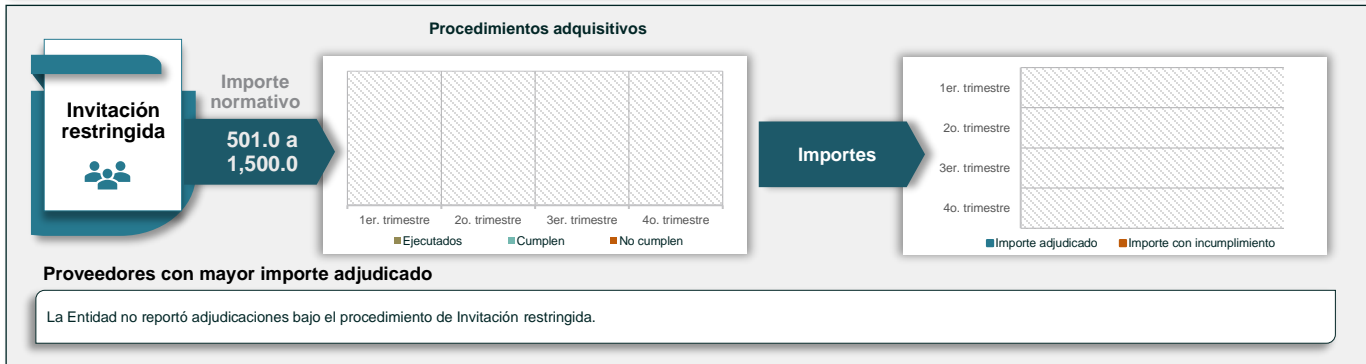 Procedimientos adquisitivos
Invitación
restringida
Importe
normativo
501.0 a
1,500.0
1er. trimestre
2o. trimestre
3er. trimestre
4o. trimestre
Ejecutados
Cumplen
No cumplen
Importes
1er. trimestre
2o. trimestre
3er. trimestre
4o. trimestre
Importe adjudicado
Importe con incumplimiento
Proveedores con mayor importe adjudicado
La Entidad no reportó adjudicaciones bajo el procedimiento de Invitación restringida.